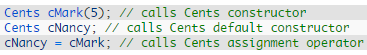 Cents cMark(5); // calls Cents constructor
Cents cNancy; // calls Cents default constructor
cNancy = cMark; // calls Cents assignment operator